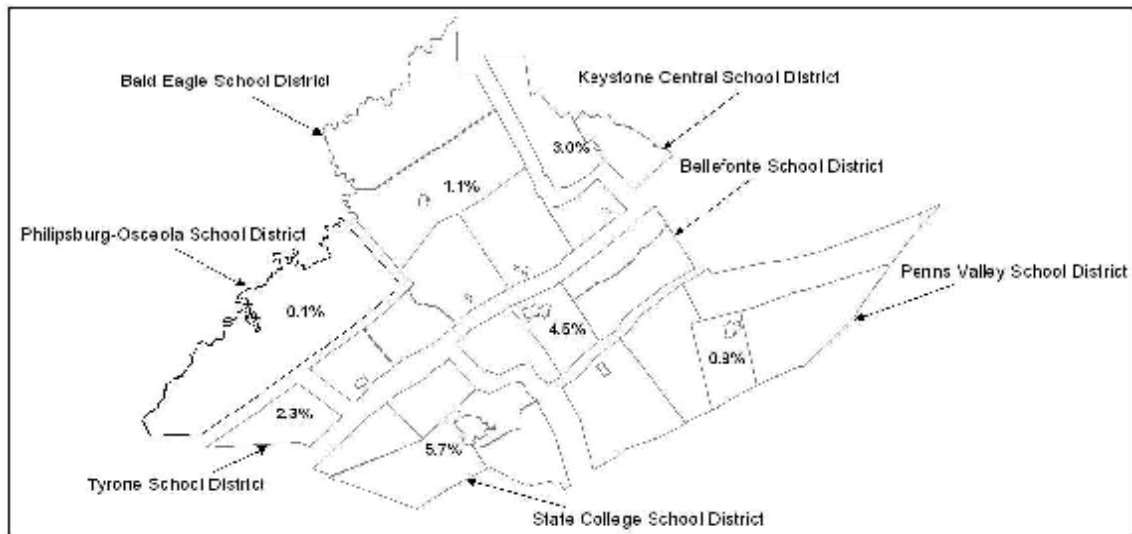 Bald Eagle School District
Keystone Central School District
3.0%
Bellefonte School District
1.1%
Philipsburg-Osceola School District
Penns Valley School District
0.1%
4.5%
2.3%
5.7%
Tyrone School District
State College School District